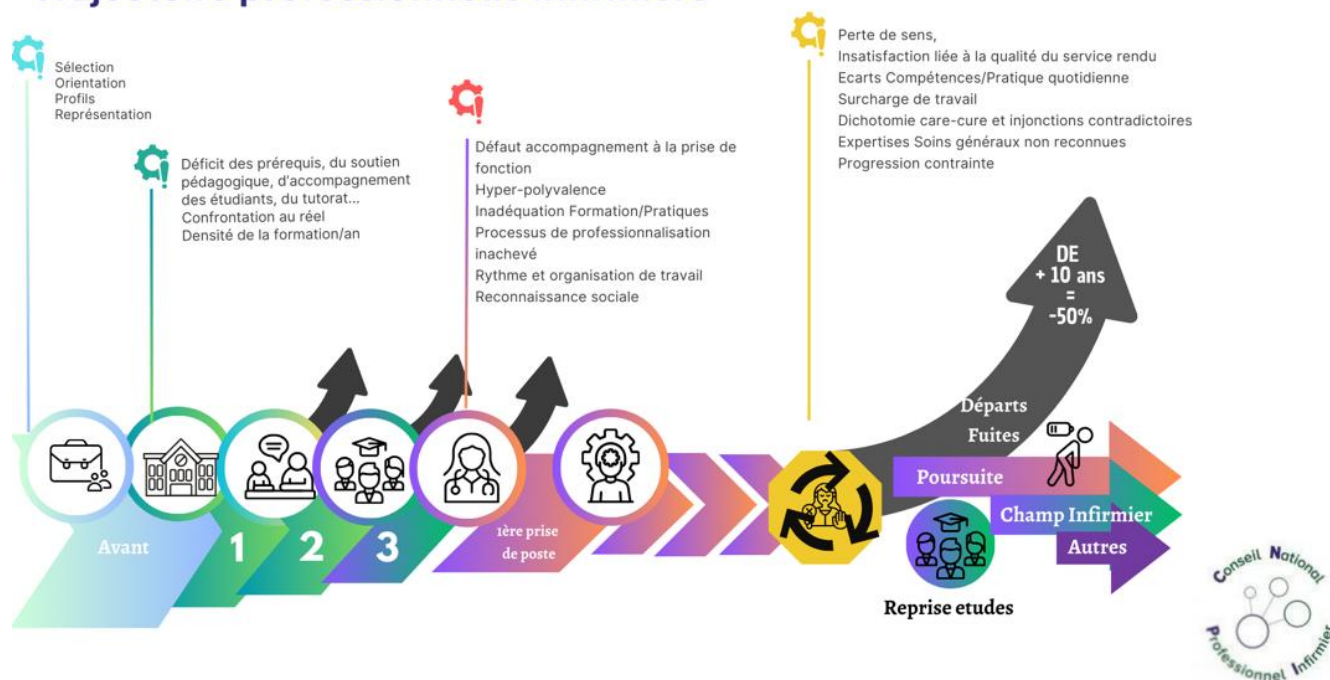 Sélection
Orientation
Profils
Représentation
Déficit des prérequis, du soutien
pédagogique, d'accompagnement
des étudiants, du tutorat...
Confrontation au réel
Densité de la formation/an
Défaut accompagnement à la prise de
fonction
Hyper-polyvalence
Inadéquation Formation/Pratiques
Processus de professionnalisation
inachevé
Rythme et organisation de travail
Reconnaissance sociale
Perte de sens,
Insatisfaction liée à la qualité du service rendu
Ecarts Compétences/Pratique quotidienne
Surcharge de travail
Dichotomie care-cure et injonctions contradictoires
Expertises Soins généraux non reconnues
Progression contrainte
DE
+ 10 ans
=
-50%
Départs
Fuites
Avant
1
2
3
1ère prise
de poste
Poursuite
Champ Infirmier
Autres
Reprise etudes
Conseil National
Professionnel Infirmier